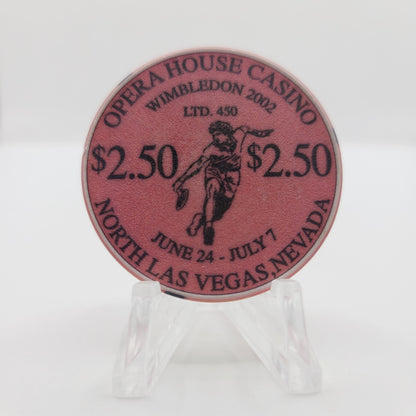 OPERA HOUSE CASINO
WIMBLEDON 2002
LTD. 450
$2.50 $2.50
JUNE 24 - JULY 7
NORTH LAS VEGAS, NEVADA